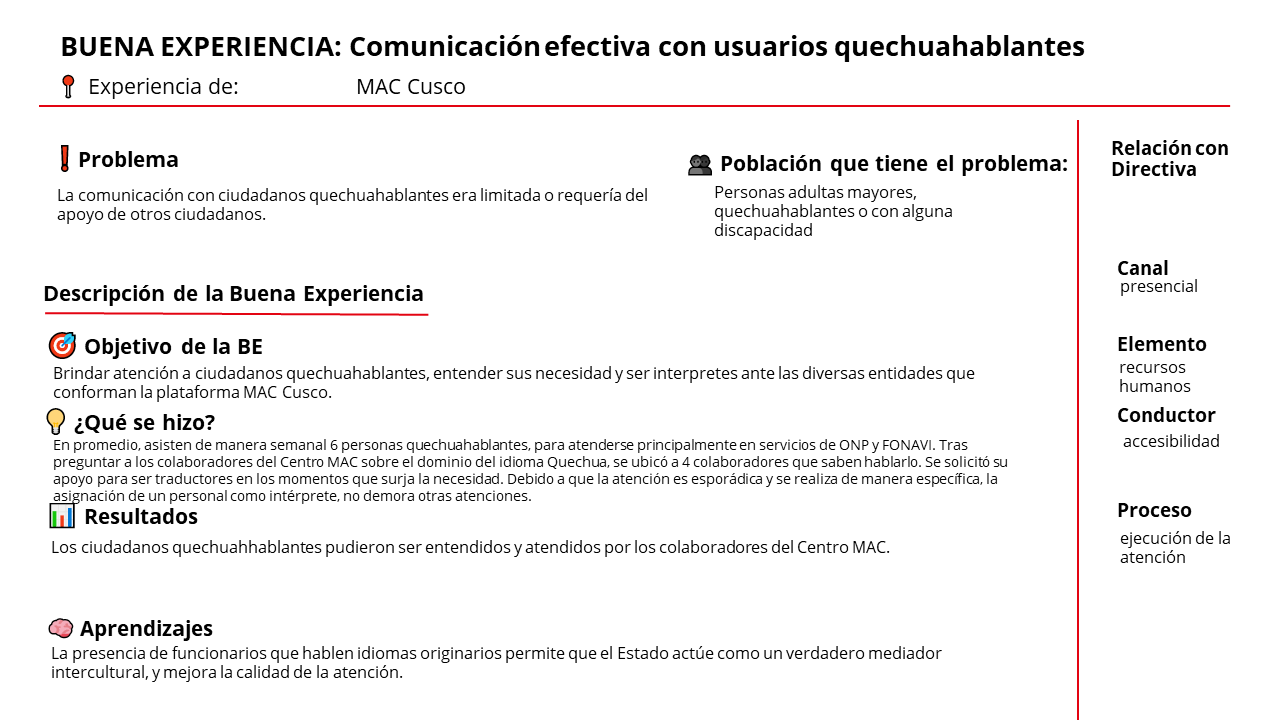 BUENA EXPERIENCIA: Comunicación efectiva con usuarios quechuahablantes
Experiencia de: MAC Cusco
Problema
La comunicación con ciudadanos quechuahablantes era limitada o requería del
apoyo de otros ciudadanos.
Población que tiene el problema:
Personas adultas mayores,
quechuahablantes o con alguna
discapacidad
Descripción de la Buena Experiencia
Objetivo de la BE
Brindar atención a ciudadanos quechuahablantes, entender sus necesidad y ser interpretes ante las diversas entidades que
conforman la plataforma MAC Cusco.
¿Qué se hizo?
En promedio, asisten de manera semanal 6 personas quechuahablantes, para atenderse principalmente en servicios de ONP y FONAVI. Tras
preguntar a los colaboradores del Centro MAC sobre el dominio del idioma Quechua, se ubicó a 4 colaboradores que saben hablarlo. Se solicitó su
apoyo para ser traductores en los momentos que surja la necesidad. Debido a que la atención es esporádica y se realiza de manera específica, la
asignación de un personal como intérprete, no demora otras atenciones.
Resultados
Los ciudadanos quechuahhablantes pudieron ser entendidos y atendidos por los colaboradores del Centro MAC.
Aprendizajes
La presencia de funcionarios que hablen idiomas originarios permite que el Estado actúe como un verdadero mediador
intercultural, y mejora la calidad de la atención.
Relación con
Directiva
Canal
presencial
Elemento
recursos
humanos
Conductor
accesibilidad
Proceso
ejecución de la
atención